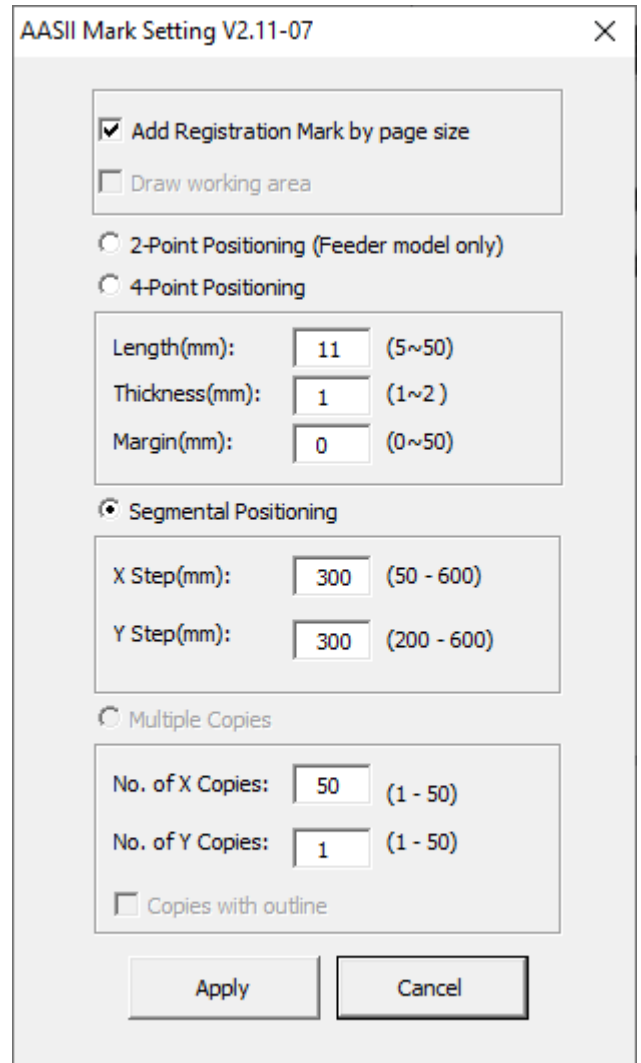 AASII Mark Setting V2.11-07
Add Registration Mark by page size
Draw working area
2-Point Positioning (Feeder model only)
4-Point Positioning
Length(mm): 11 (5~50)
Thickness(mm): 1 (1~2 )
Margin(mm): 0 (0~50)
Segmental Positioning
X Step(mm): 300 (50 - 600)
Y Step(mm): 300 (200 - 600)
Multiple Copies
No. of X Copies: 50 (1 - 50)
No. of Y Copies: 1 (1 - 50)
Copies with outline
Apply Cancel